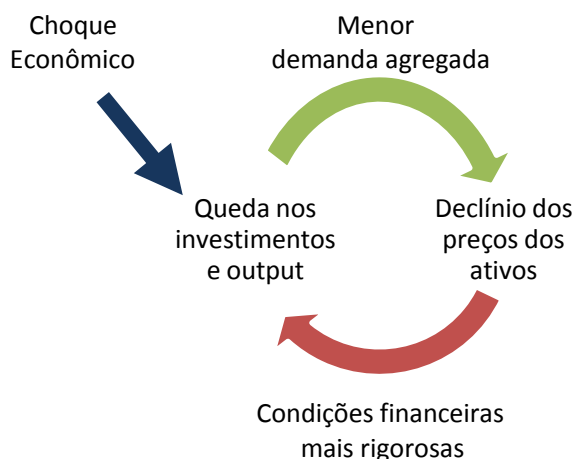 Choque
Econômico
Menor
demanda agregada
Queda nos
investimentos
e output
Declínio dos
preços dos
ativos
Condições financeiras
mais rigorosas